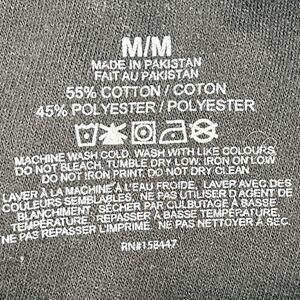 M/M
MADE IN PAKISTAN
FAIT AU PAKISTAN
55% COTTON / COTON
45% POLYESTER / POLYESTER
MACHINE WASH COLD, WASH WITH LIKE COLOURS,
DO NOT BLEACH, TUMBLE DRY LOW, IRON ON LOW
DO NOT IRON PRINT, DO NOT DRY CLEAN.
LAVER À LA MACHINE À L'EAU FROIDE, LAVER AVEC DES
COULEURS SEMBLABLES, NE PAS UTILISER D'AGENT DE
BLANCHIMENT, SÉCHER PAR CULBUTAGE À BASSE
TEMPÉRATURE, REPASSER À BASSE TEMPÉRATURE
NE PAS REPASSER L'IMPRIMÉ. NE PAS NETTOYER À SEC.
RN#158447